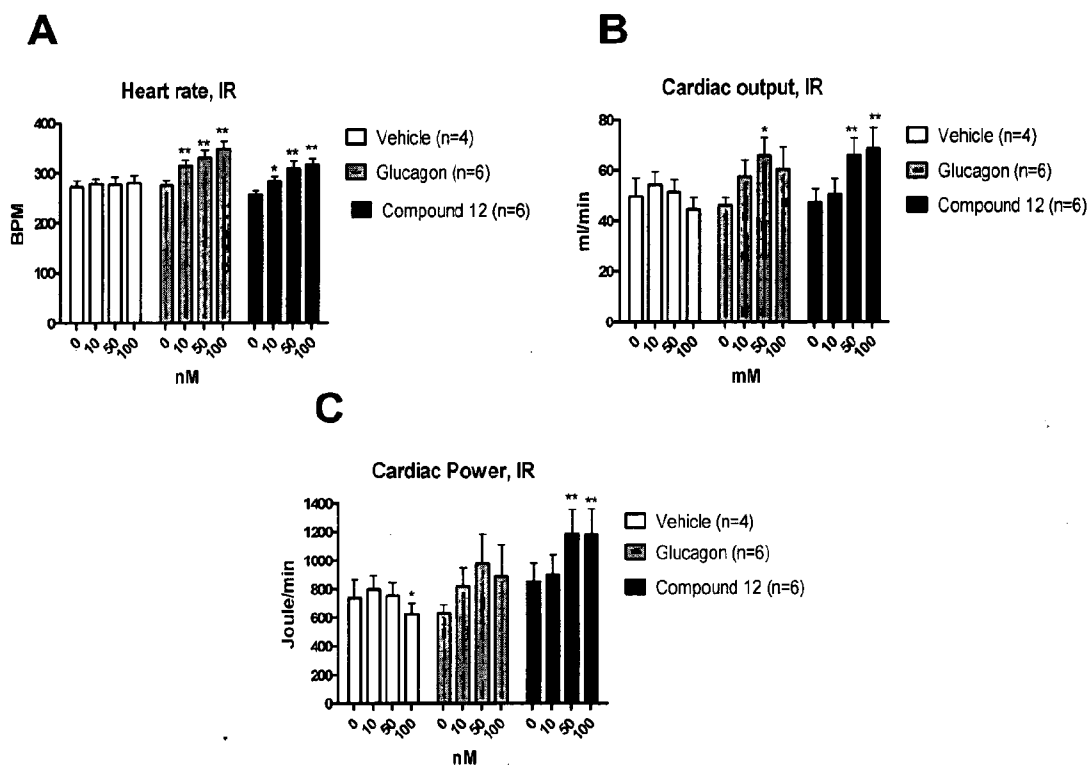 A
Heart rate, IR
BPM
400
300
200
100
0
** ** **
* ** **
0 10 50 100 0 10 50 100 0 10 50 100
nM
Vehicle (n=4)
Glucagon (n=6)
Compound 12 (n=6)
B
Cardiac output, IR
ml/min
80
60
40
20
0
*
** **
0 10 50 100 0 10 50 100 0 10 50 100
mM
Vehicle (n=4)
Glucagon (n=6)
Compound 12 (n=6)
C
Cardiac Power, IR
Joule/min
1400
1200
1000
800
600
400
200
0
*
** **
0 10 50 100 0 10 50 100 0 10 50 100
nM
Vehicle (n=4)
Glucagon (n=6)
Compound 12 (n=6)